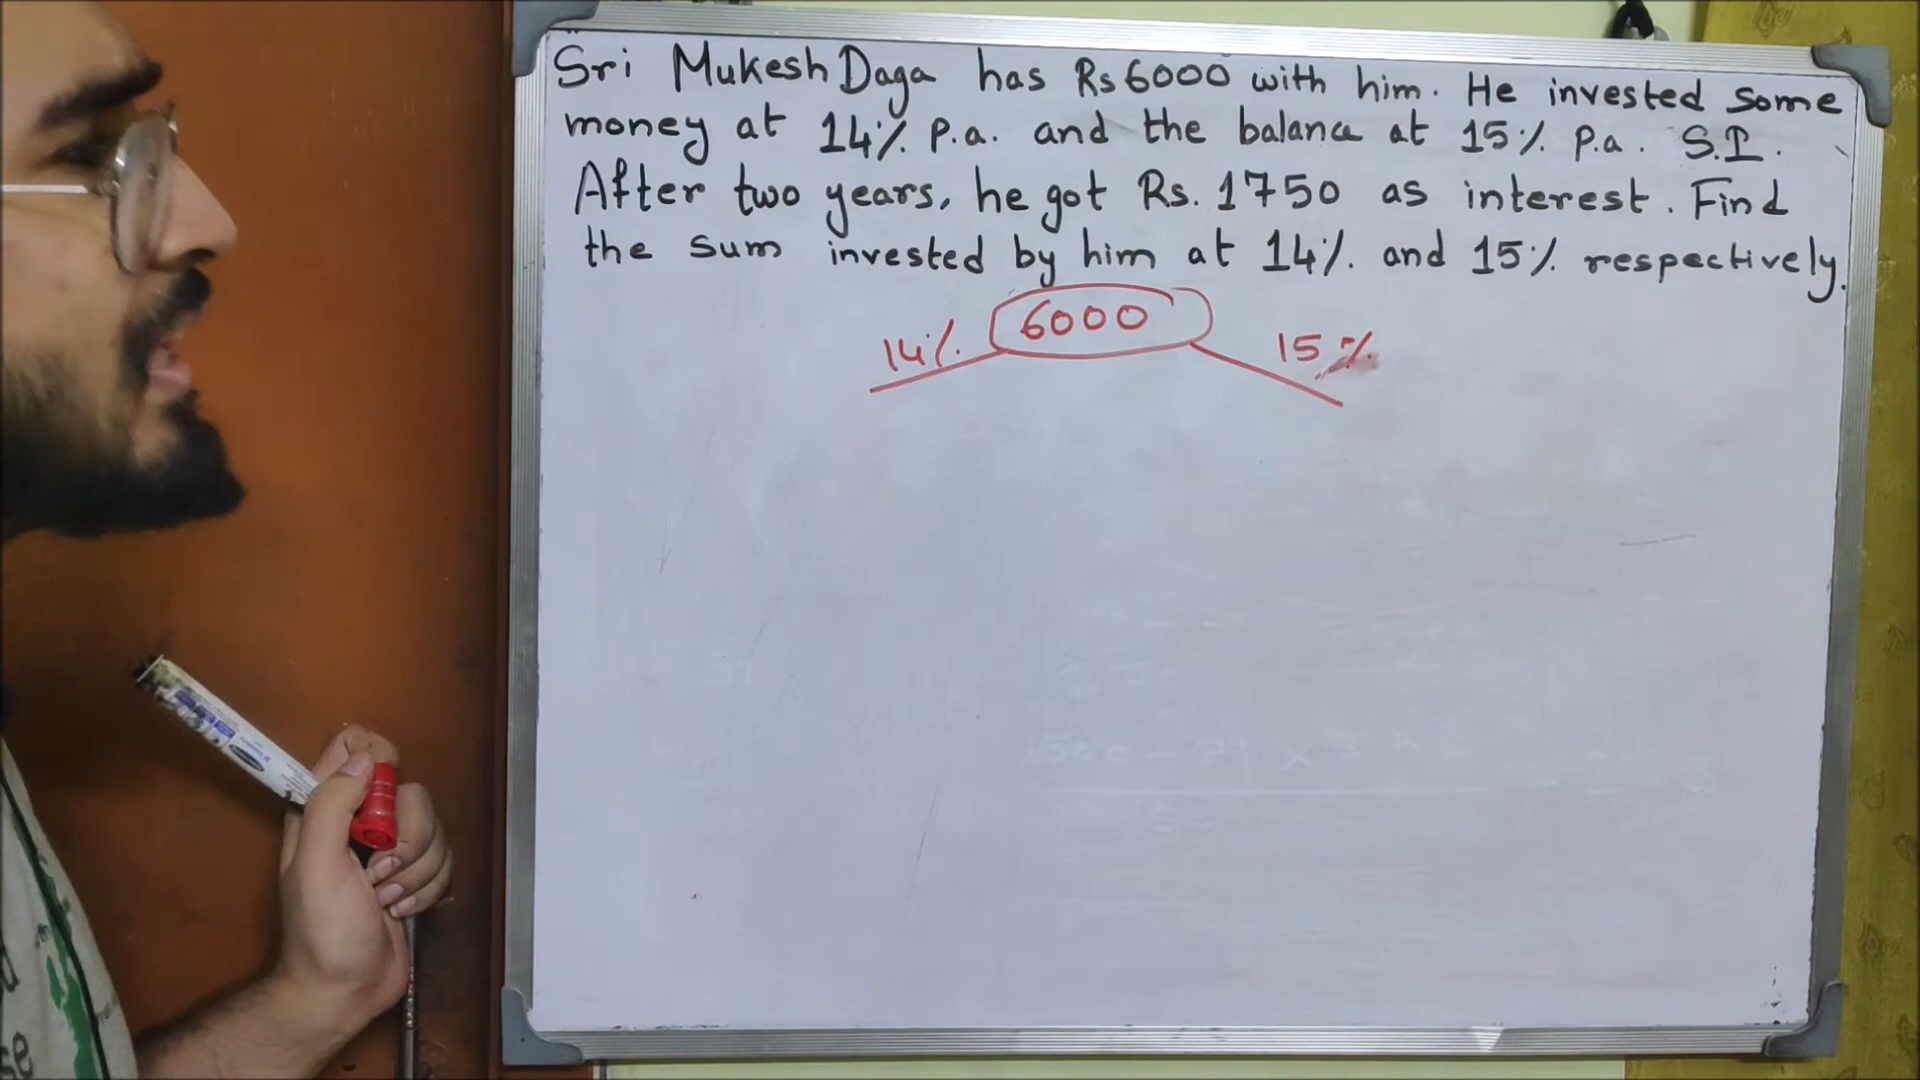 Sri Mukesh Daga has Rs 6000 with him. He invested some
money at 14% p.a. and the balance at 15% p.a. S.I.
After two years, he got Rs. 1750 as interest. Find
the sum invested by him at 14% and 15% respectively.
6000
14% 15%